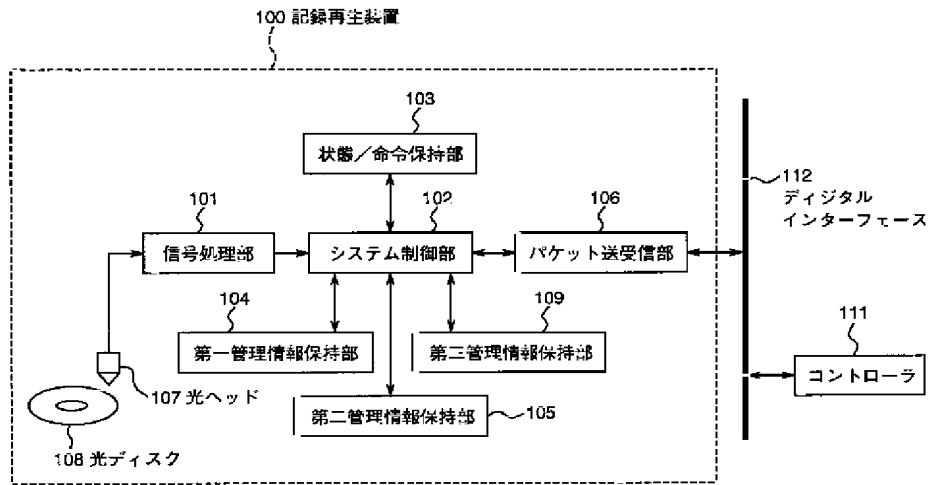 100 記録再生装置
103
状態／命令保持部
101
信号処理部
102
システム制御部
106
パケット送受信部
112
ディジタル
インターフェース
104
第一管理情報保持部
109
第三管理情報保持部
111
コントローラ
107 光ヘッド
第二管理情報保持部
105
108 光ディスク